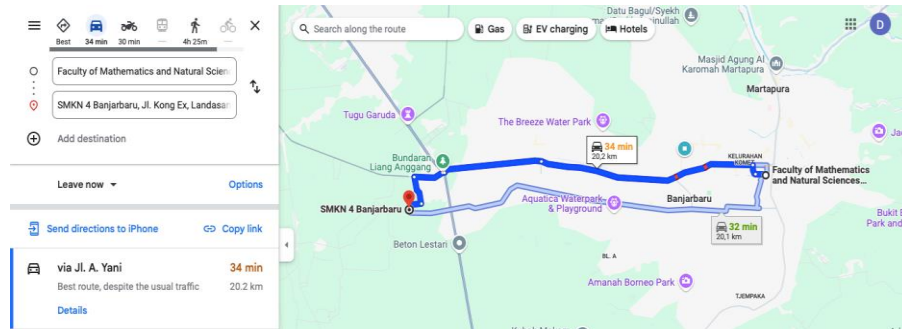 Best
34 min
30 min
4h 25m
Faculty of Mathematics and Natural Scien
SMKN 4 Banjarbaru, Jl. Kong Ex, Landasan
Add destination
Leave now
Options
Send directions to iPhone
Copy link
via Jl. A. Yani
34 min
Best route, despite the usual traffic
20.2 km
Details
Search along the route
Gas
EV charging
Hotels
D
Datu Bagul/Syekh
Masjid Agung Al
Karomah Martapura
Martapura
Tugu Garuda
The Breeze Water Park
34 min
20,2 km
Bundaran
Liang Anggang
KELURAHAN
KOMET
Faculty of Mathematics
and Natural Sciences...
SMKN 4 Banjarbaru
Aquatica Waterpark
& Playground
Banjarbaru
32 min
20,1 km
Beton Lestari
BL. A
Bukit
Park and
Amanah Borneo Park
TJEMPAKA